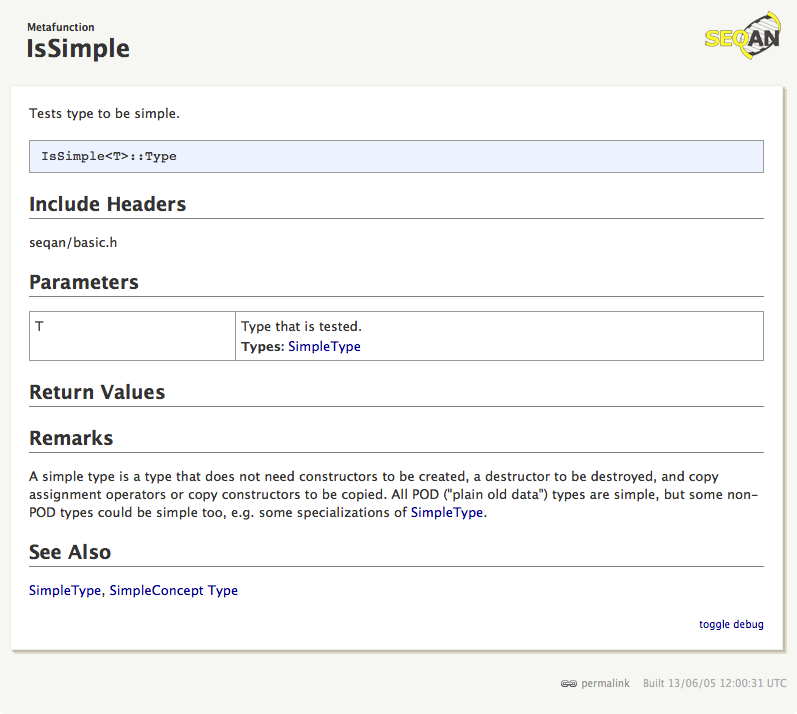 Metafunction
IsSimple
SEQAN
Tests type to be simple.
IsSimple<T>::Type
Include Headers
seqan/basic.h
Parameters
T
Type that is tested.
Types: SimpleType
Return Values
Remarks
A simple type is a type that does not need constructors to be created, a destructor to be destroyed, and copy
assignment operators or copy constructors to be copied. All POD ("plain old data") types are simple, but some non-
POD types could be simple too, e.g. some specializations of SimpleType.
See Also
SimpleType, SimpleConcept Type
toggle debug
permalink Built 13/06/05 12:00:31 UTC